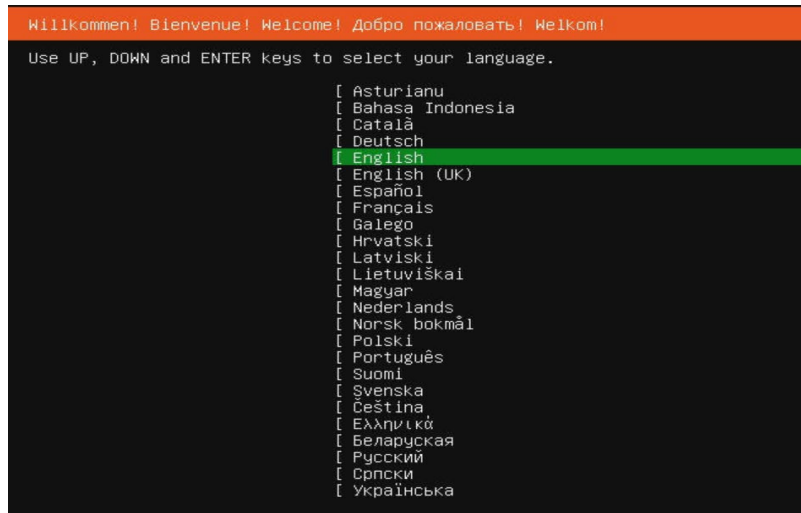 Willkommen! Bienvenue! Welcome! Добро пожаловать! Welkom!
Use UP, DOWN and ENTER keys to select your language.
[ Asturianu
[ Bahasa Indonesia
[ Català
[ Deutsch
[ English
[ English (UK)
[ Español
[ Français
[ Galego
[ Hrvatski
[ Latviski
[ Lietuviškai
[ Magyar
[ Nederlands
[ Norsk bokmål
[ Polski
[ Português
[ Suomi
[ Svenska
[ Čeština
[ Ελληνικά
[ Беларуская
[ Русский
[ Српски
[ Українська